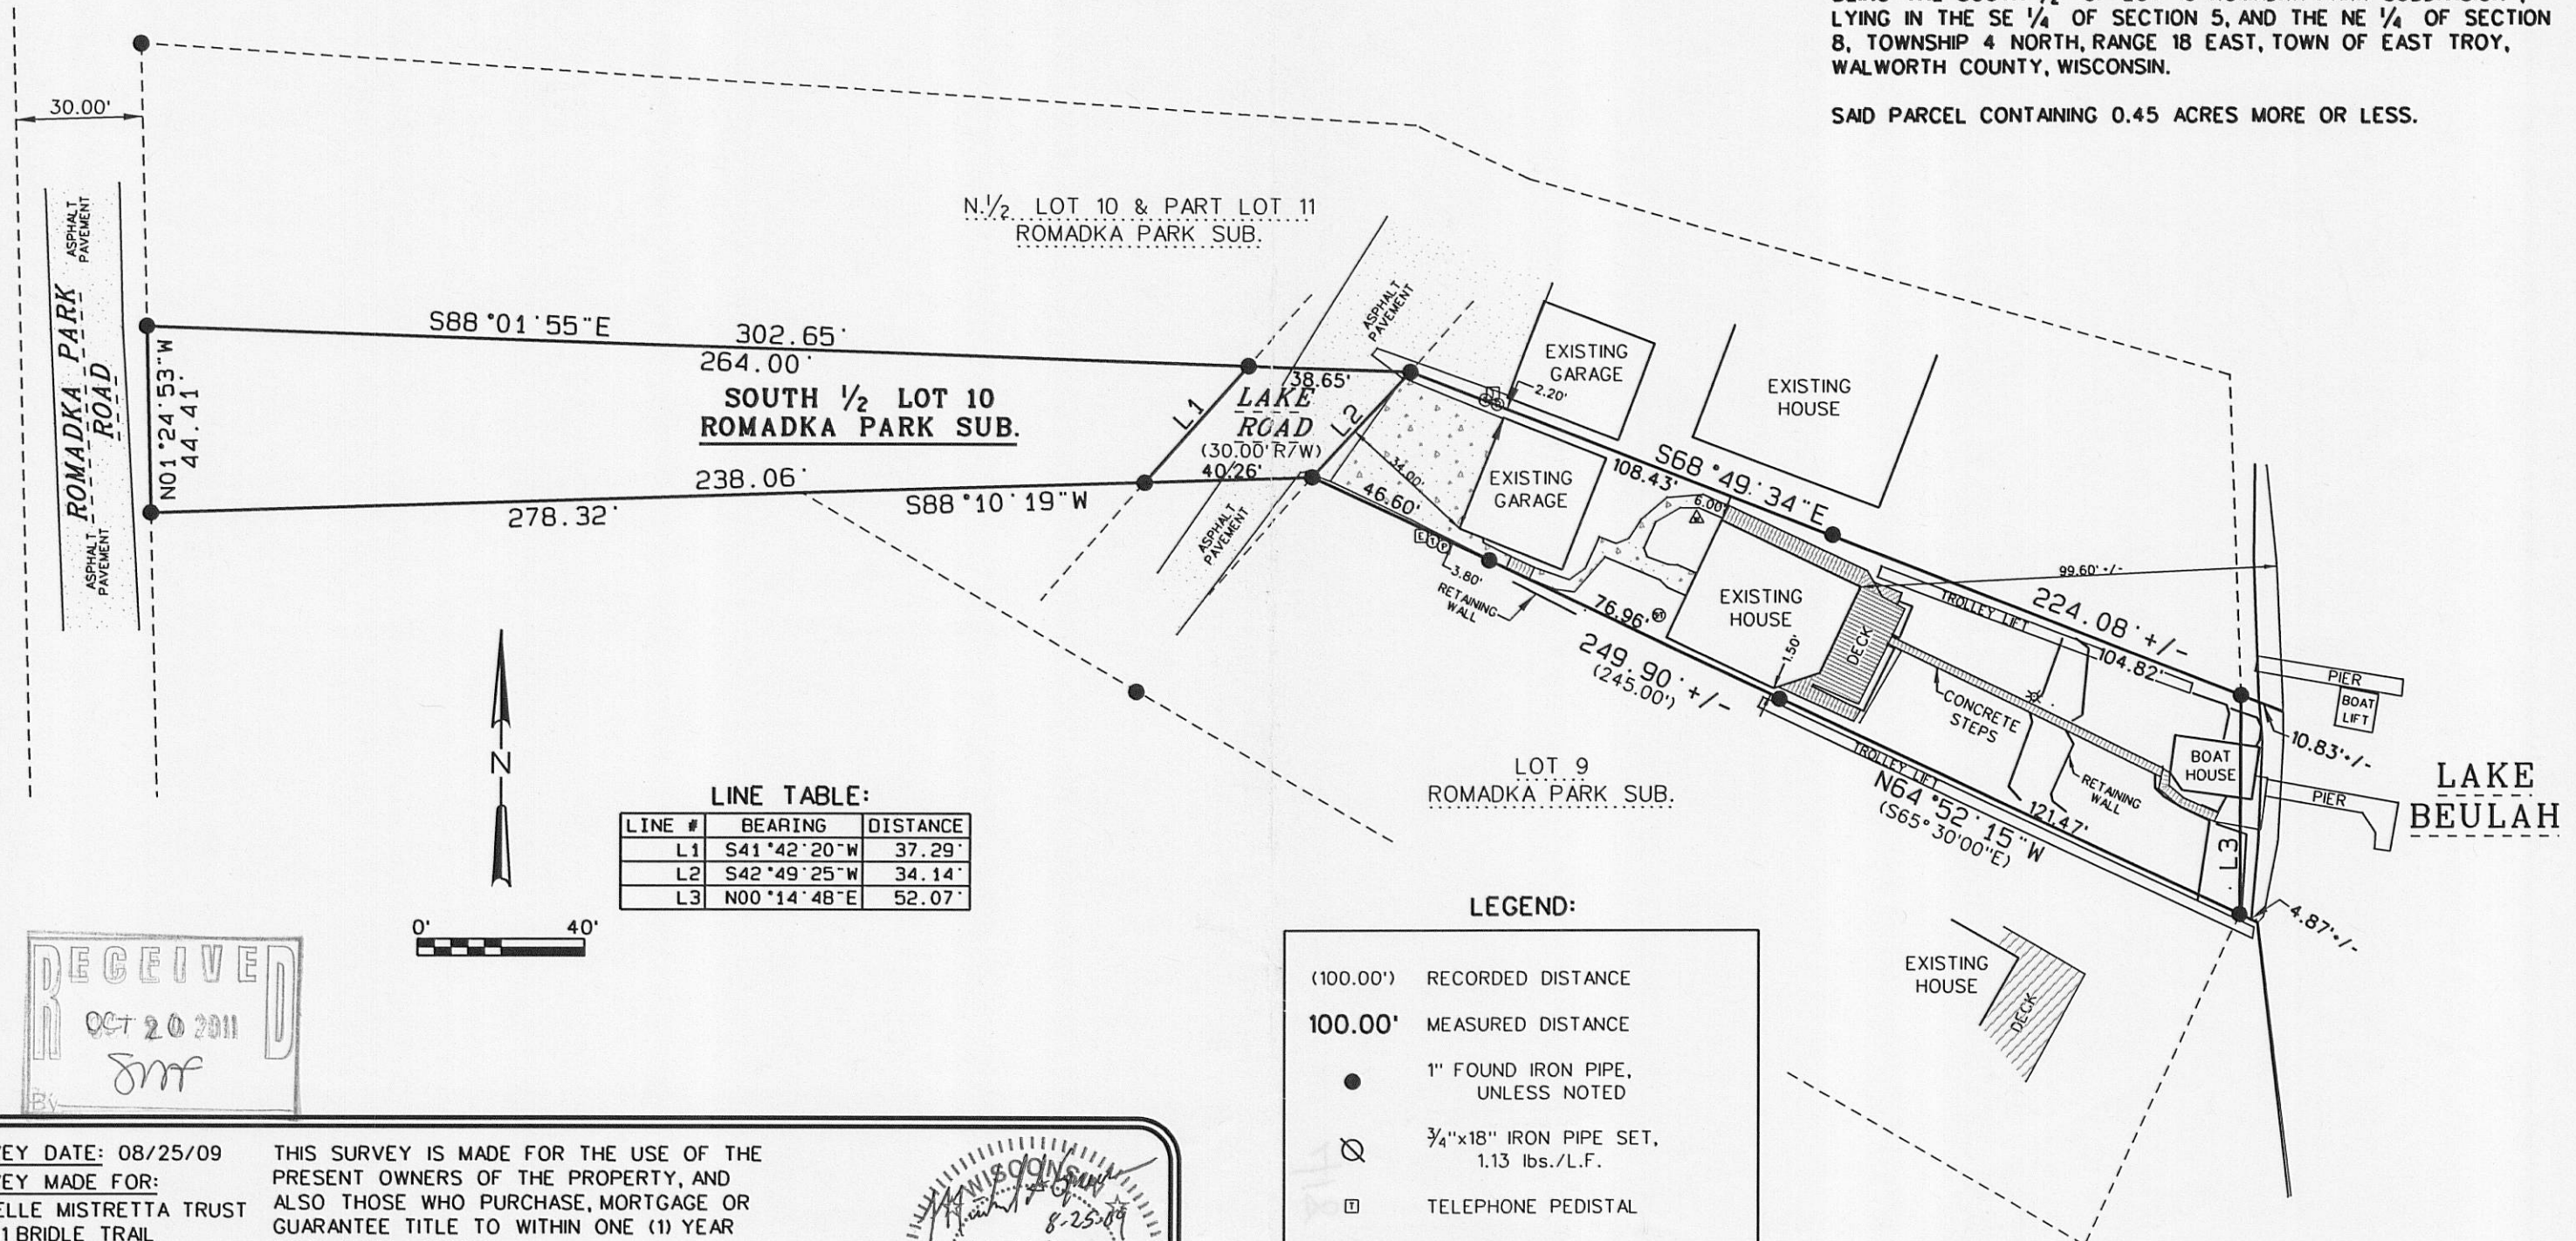 LYING IN THE SE 1/4 OF SECTION 5, AND THE NE 1/4 OF SECTION
8, TOWNSHIP 4 NORTH, RANGE 18 EAST, TOWN OF EAST TROY,
WALWORTH COUNTY, WISCONSIN.
SAID PARCEL CONTAINING 0.45 ACRES MORE OR LESS.
30.00'
ASPHALT
PAVEMENT
ROMADKA PARK
ROAD
ASPHALT
PAVEMENT
N01°24'53"W
44.41'
N.1/2 LOT 10 & PART LOT 11
ROMADKA PARK SUB.
S88°01'55"E
302.65'
264.00'
38.65'
SOUTH 1/2 LOT 10
ROMADKA PARK SUB.
L1
LAKE
ROAD
(30.00' R/W)
L2
40.26'
238.06'
S88°10'19"W
278.32'
ASPHALT
PAVEMENT
ASPHALT
PAVEMENT
EXISTING
GARAGE
2.20'
EXISTING
HOUSE
34.00'
EXISTING
GARAGE
46.60'
E T P
T
3.80'
RETAINING
WALL
S68°49'34"E
108.43'
6.00'
76.96'
EXISTING
HOUSE
1.50'
DECK
249.90'+/-
(245.00')
99.60'+/-
TROLLEY LIFT
224.08'+/-
104.82'
CONCRETE
STEPS
RETAINING
WALL
BOAT
HOUSE
PIER
BOAT
LIFT
10.83'+/-
PIER
LAKE
BEULAH
TROLLEY LIFT
121.47'
N64°52'15"W
(S65°30'00"E)
L3
4.87'+/-
LOT 9
ROMADKA PARK SUB.
EXISTING
HOUSE
DECK
N
0' 40'
LINE TABLE:
LINE # BEARING DISTANCE
L1 S41°42'20"W 37.29'
L2 S42°49'25"W 34.14'
L3 N00°14'48"E 52.07'
RECEIVED
OCT 20 2011
By
LEGEND:
(100.00') RECORDED DISTANCE
100.00' MEASURED DISTANCE
1" FOUND IRON PIPE,
UNLESS NOTED
3/4"x18" IRON PIPE SET,
1.13 lbs./L.F.
T TELEPHONE PEDISTAL
EY DATE: 08/25/09
EY MADE FOR:
ELLE MISTRETTA TRUST
1 BRIDLE TRAIL
THIS SURVEY IS MADE FOR THE USE OF THE
PRESENT OWNERS OF THE PROPERTY, AND
ALSO THOSE WHO PURCHASE, MORTGAGE OR
GUARANTEE TITLE TO WITHIN ONE (1) YEAR
WISCONSIN
8-25-09